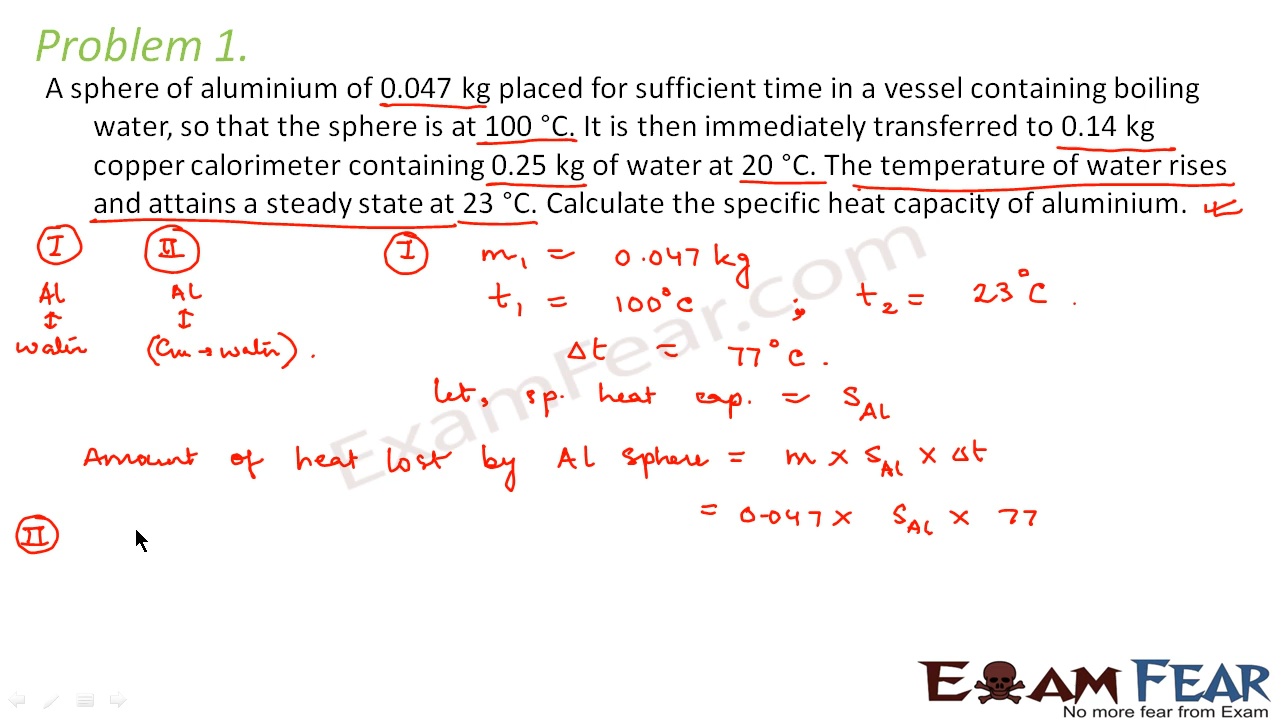 Problem 1.
A sphere of aluminium of 0.047 kg placed for sufficient time in a vessel containing boiling
water, so that the sphere is at 100 °C. It is then immediately transferred to 0.14 kg
copper calorimeter containing 0.25 kg of water at 20 °C. The temperature of water rises
and attains a steady state at 23 °C. Calculate the specific heat capacity of aluminium.
I II I m₁ = 0.047 kg
Al AL t₁ = 100°C ; t₂ = 23°C .
↕ ↕
water (Cu → water) . Δt = 77°C .
let, sp. heat cap. = S_AL
Amount of heat lost by AL sphere = m × S_AL × Δt
= 0.047 × S_AL × 77
II
ExamFear.com
EXAM FEAR
No more fear from Exam